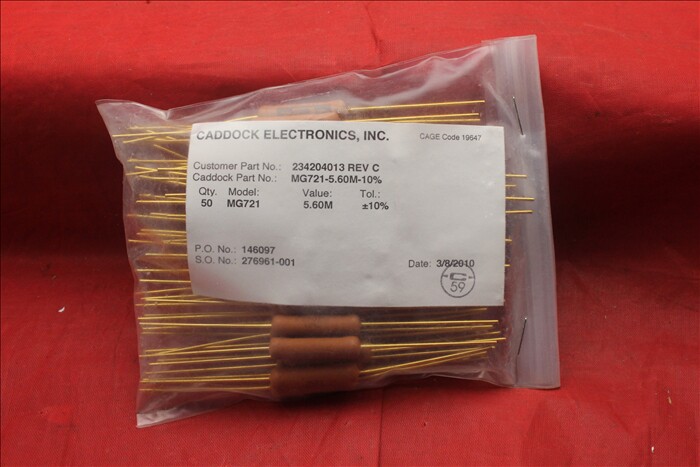 CADDOCK ELECTRONICS, INC. CAGE Code 19647
Customer Part No.: 234204013 REV C
Caddock Part No.: MG721-5.60M-10%
Qty. Model: Value: Tol.:
50 MG721 5.60M ±10%
P.O. No.: 146097
S.O. No.: 276961-001 Date: 3/8/2010
C
59